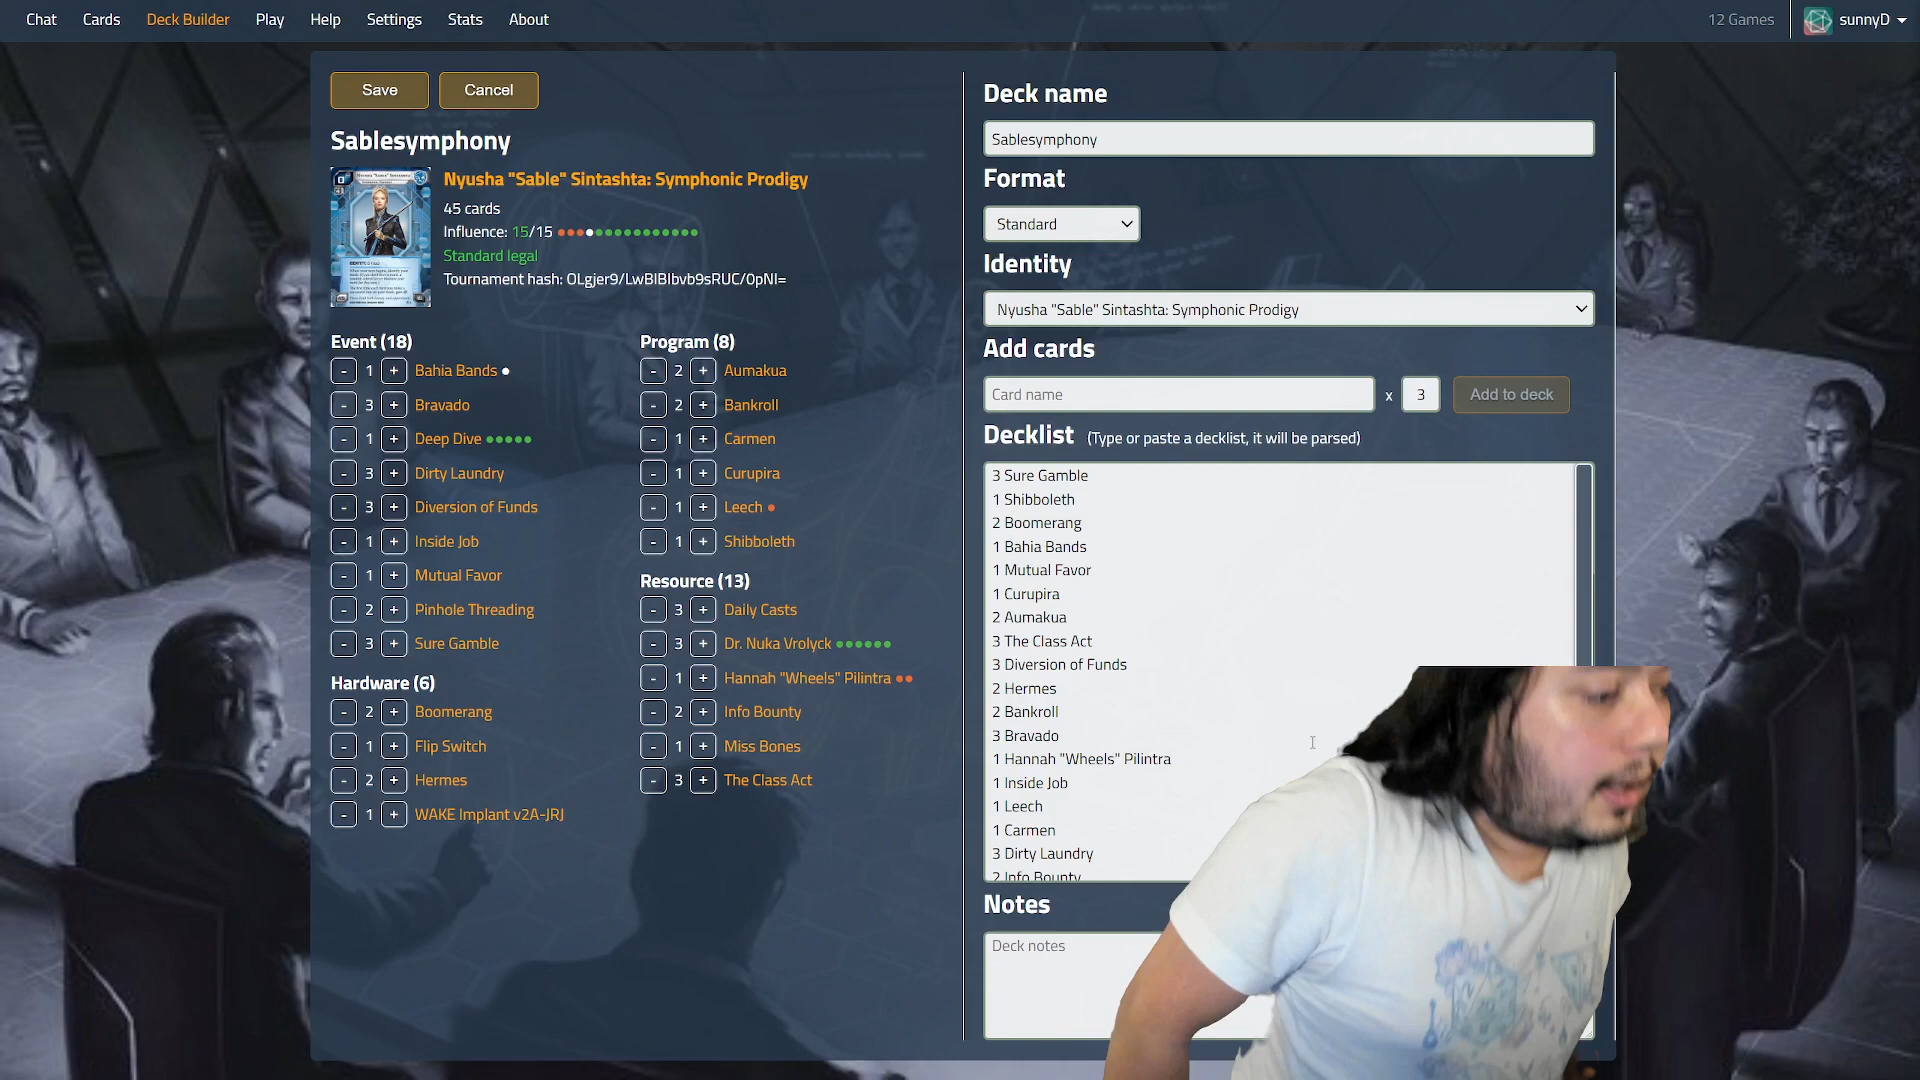 Chat Cards Deck Builder Play Help Settings Stats About 12 Games sunnyD
Save Cancel
Sablesymphony
Nyusha "Sable" Sintashta: Symphonic Prodigy
45 cards
Influence: 15/15
Standard legal
Tournament hash: OLgjer9/LwBIBIbvb9sRUC/0pNI=
Event (18)
- 1 + Bahia Bands
- 3 + Bravado
- 1 + Deep Dive
- 3 + Dirty Laundry
- 3 + Diversion of Funds
- 1 + Inside Job
- 1 + Mutual Favor
- 2 + Pinhole Threading
- 3 + Sure Gamble
Hardware (6)
- 2 + Boomerang
- 1 + Flip Switch
- 2 + Hermes
- 1 + WAKE Implant v2A-JRJ
Program (8)
- 2 + Aumakua
- 2 + Bankroll
- 1 + Carmen
- 1 + Curupira
- 1 + Leech
- 1 + Shibboleth
Resource (13)
- 3 + Daily Casts
- 3 + Dr. Nuka Vrolyck
- 1 + Hannah "Wheels" Pilintra
- 2 + Info Bounty
- 1 + Miss Bones
- 3 + The Class Act
Deck name
Sablesymphony
Format
Standard
Identity
Nyusha "Sable" Sintashta: Symphonic Prodigy
Add cards
Card name x 3 Add to deck
Decklist (Type or paste a decklist, it will be parsed)
3 Sure Gamble
1 Shibboleth
2 Boomerang
1 Bahia Bands
1 Mutual Favor
1 Curupira
2 Aumakua
3 The Class Act
3 Diversion of Funds
2 Hermes
2 Bankroll
3 Bravado
1 Hannah "Wheels" Pilintra
1 Inside Job
1 Leech
1 Carmen
3 Dirty Laundry
2 Info Bounty
Notes
Deck notes